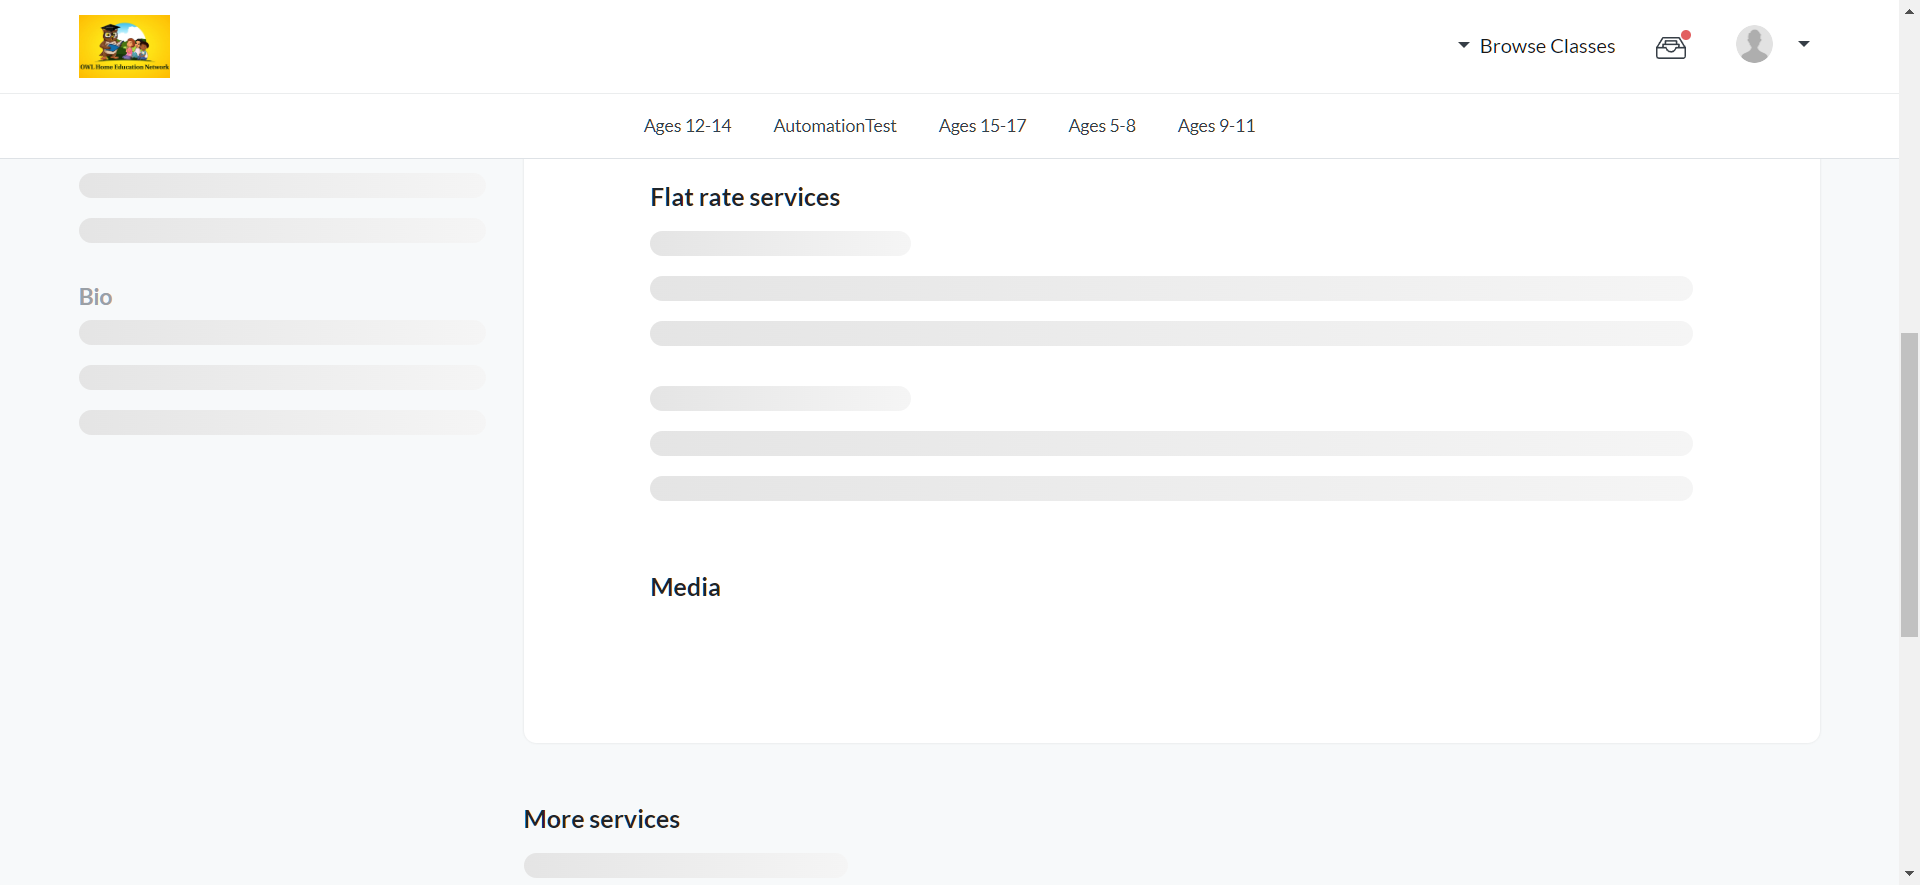 OWL Home Education Network
Browse Classes
Ages 12-14
AutomationTest
Ages 15-17
Ages 5-8
Ages 9-11
Flat rate services
Bio
Media
More services